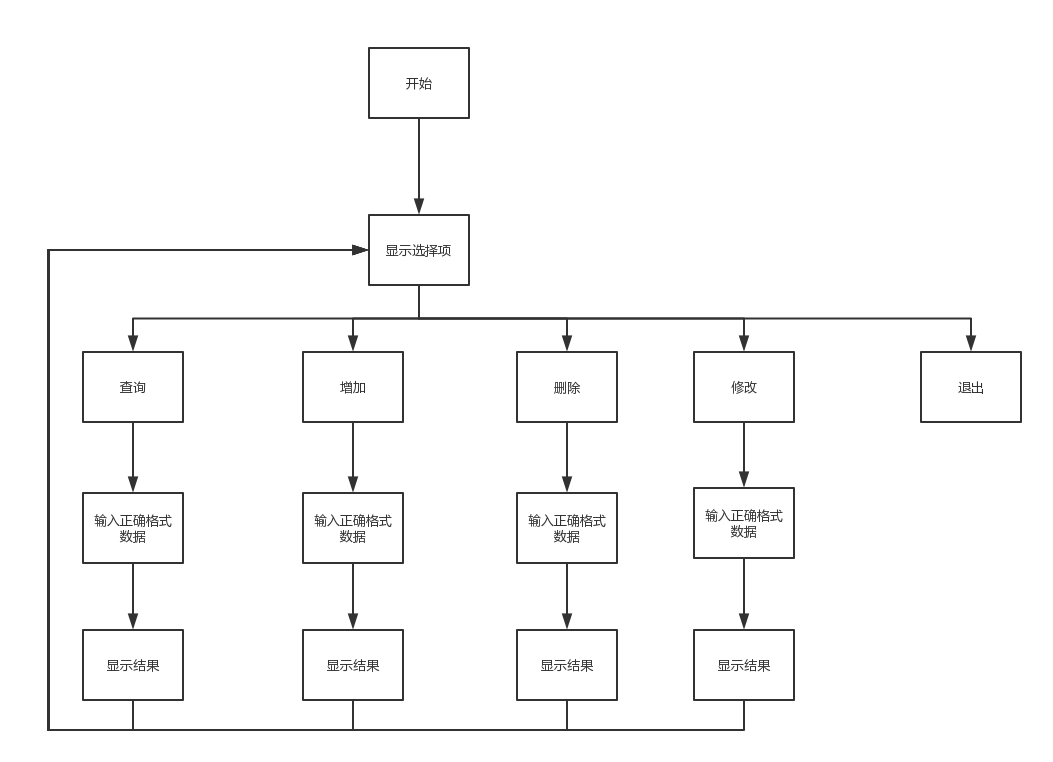 开始
显示选择项
查询
增加
删除
修改
退出
输入正确格式
数据
输入正确格式
数据
输入正确格式
数据
输入正确格式
数据
显示结果
显示结果
显示结果
显示结果